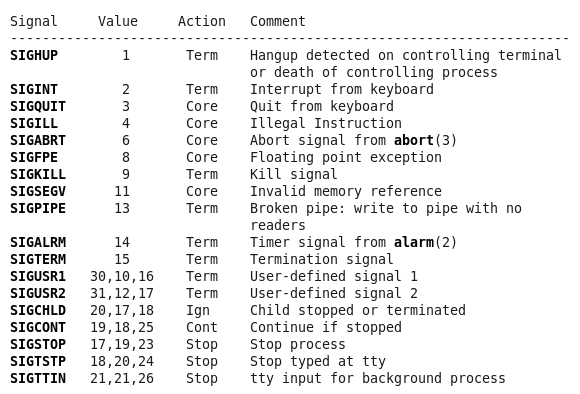 Signal     Value     Action   Comment
----------------------------------------------------------------------
SIGHUP        1       Term    Hangup detected on controlling terminal
                              or death of controlling process
SIGINT        2       Term    Interrupt from keyboard
SIGQUIT       3       Core    Quit from keyboard
SIGILL        4       Core    Illegal Instruction
SIGABRT       6       Core    Abort signal from abort(3)
SIGFPE        8       Core    Floating point exception
SIGKILL       9       Term    Kill signal
SIGSEGV      11       Core    Invalid memory reference
SIGPIPE      13       Term    Broken pipe: write to pipe with no
                              readers
SIGALRM      14       Term    Timer signal from alarm(2)
SIGTERM      15       Term    Termination signal
SIGUSR1   30,10,16    Term    User-defined signal 1
SIGUSR2   31,12,17    Term    User-defined signal 2
SIGCHLD   20,17,18    Ign     Child stopped or terminated
SIGCONT   19,18,25    Cont    Continue if stopped
SIGSTOP   17,19,23    Stop    Stop process
SIGTSTP   18,20,24    Stop    Stop typed at tty
SIGTTIN   21,21,26    Stop    tty input for background process